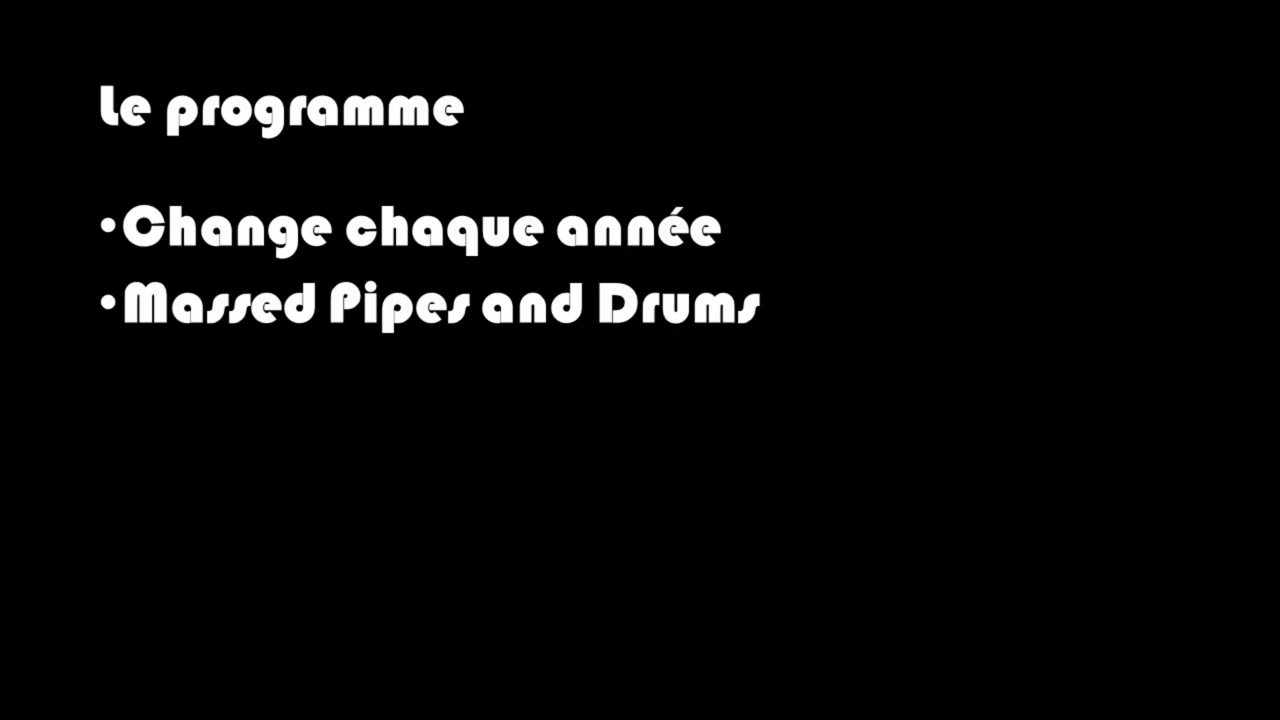 Le programme
•Change chaque année
•Massed Pipes and Drums